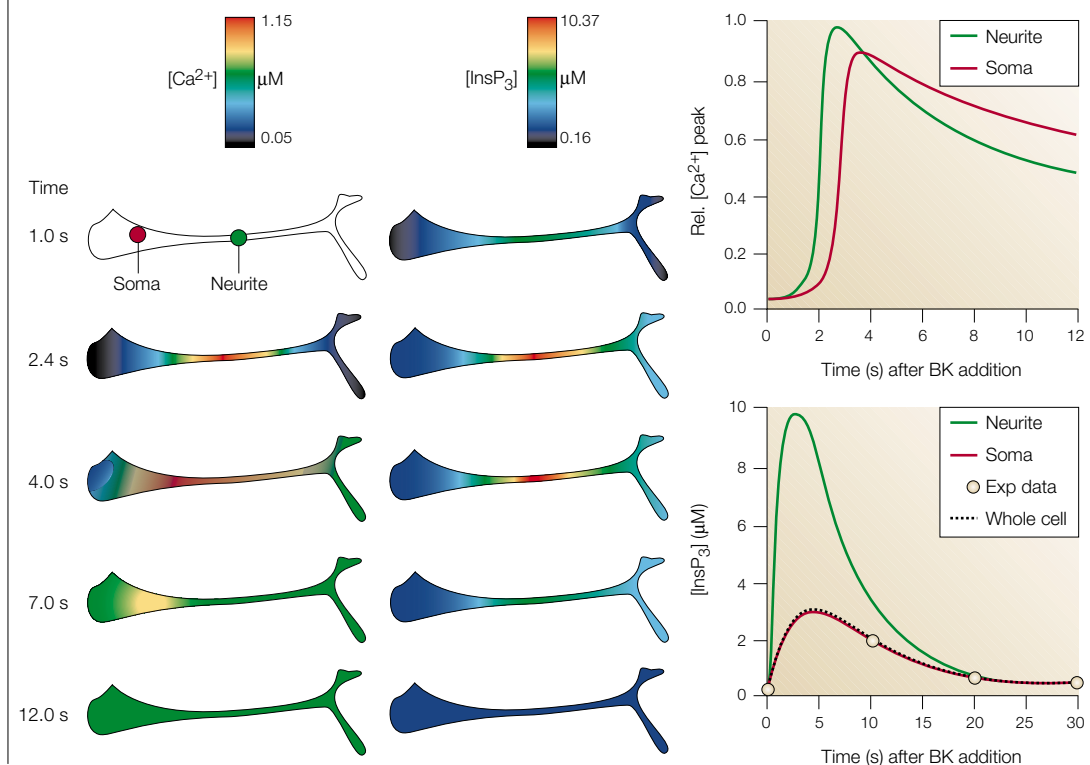 1.15
[Ca2+] μM
0.05
10.37
[InsP3] μM
0.16
Time
1.0 s
Soma Neurite
2.4 s
4.0 s
7.0 s
12.0 s
Neurite
Soma
Rel. [Ca2+] peak
1.0
0.8
0.6
0.4
0.2
0.0
0 2 4 6 8 10 12
Time (s) after BK addition
Neurite
Soma
Exp data
Whole cell
[InsP3] (μM)
10
8
6
4
2
0
0 5 10 15 20 30
Time (s) after BK addition